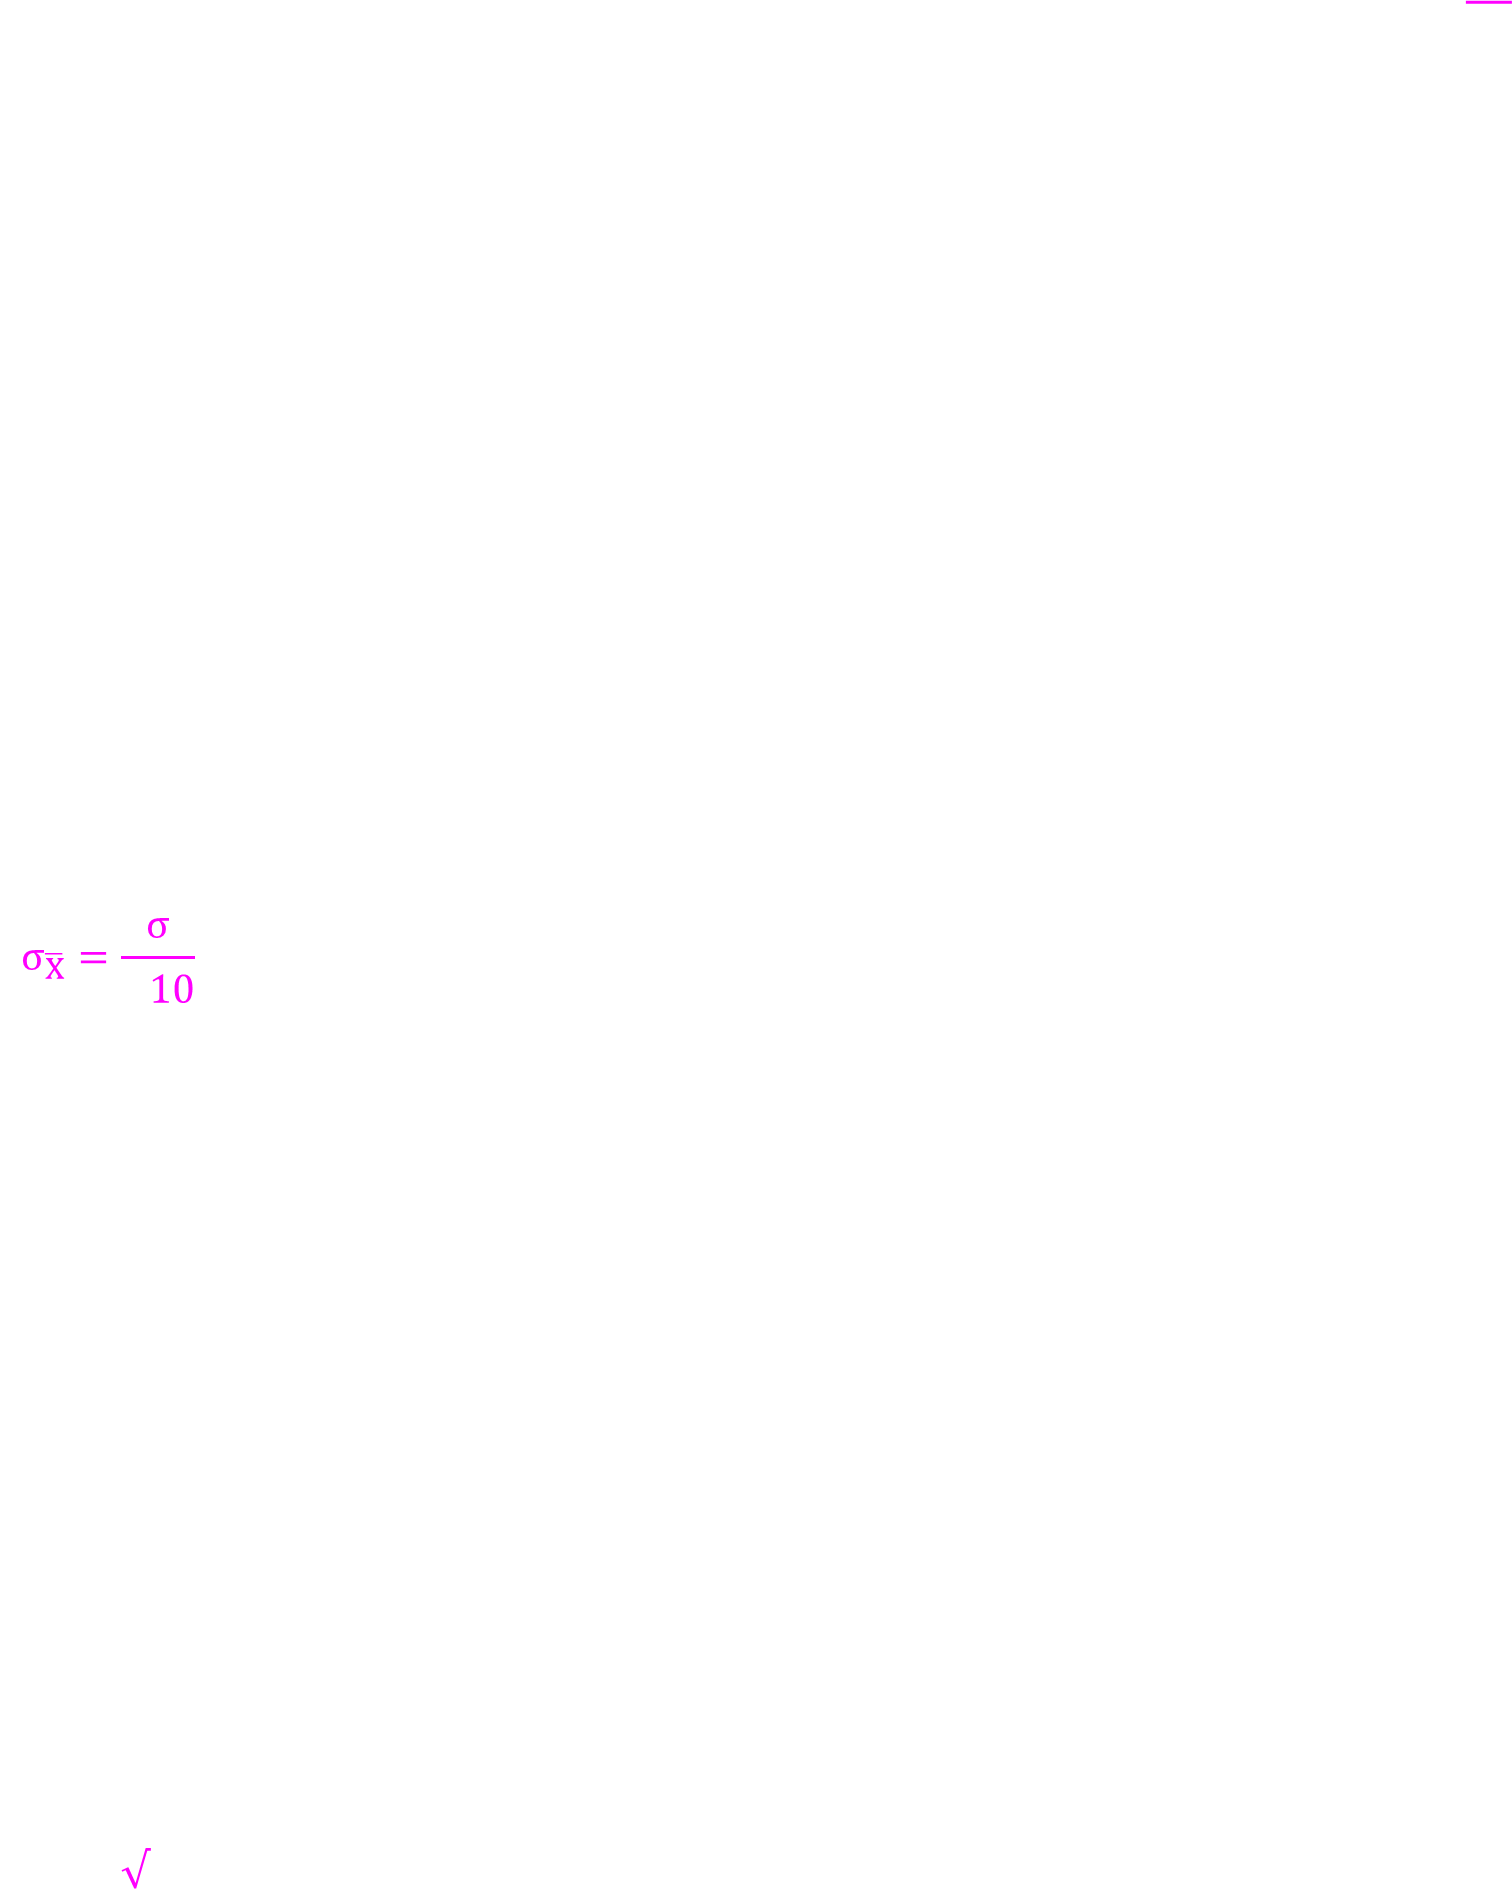 σx̅ = σ
10
√